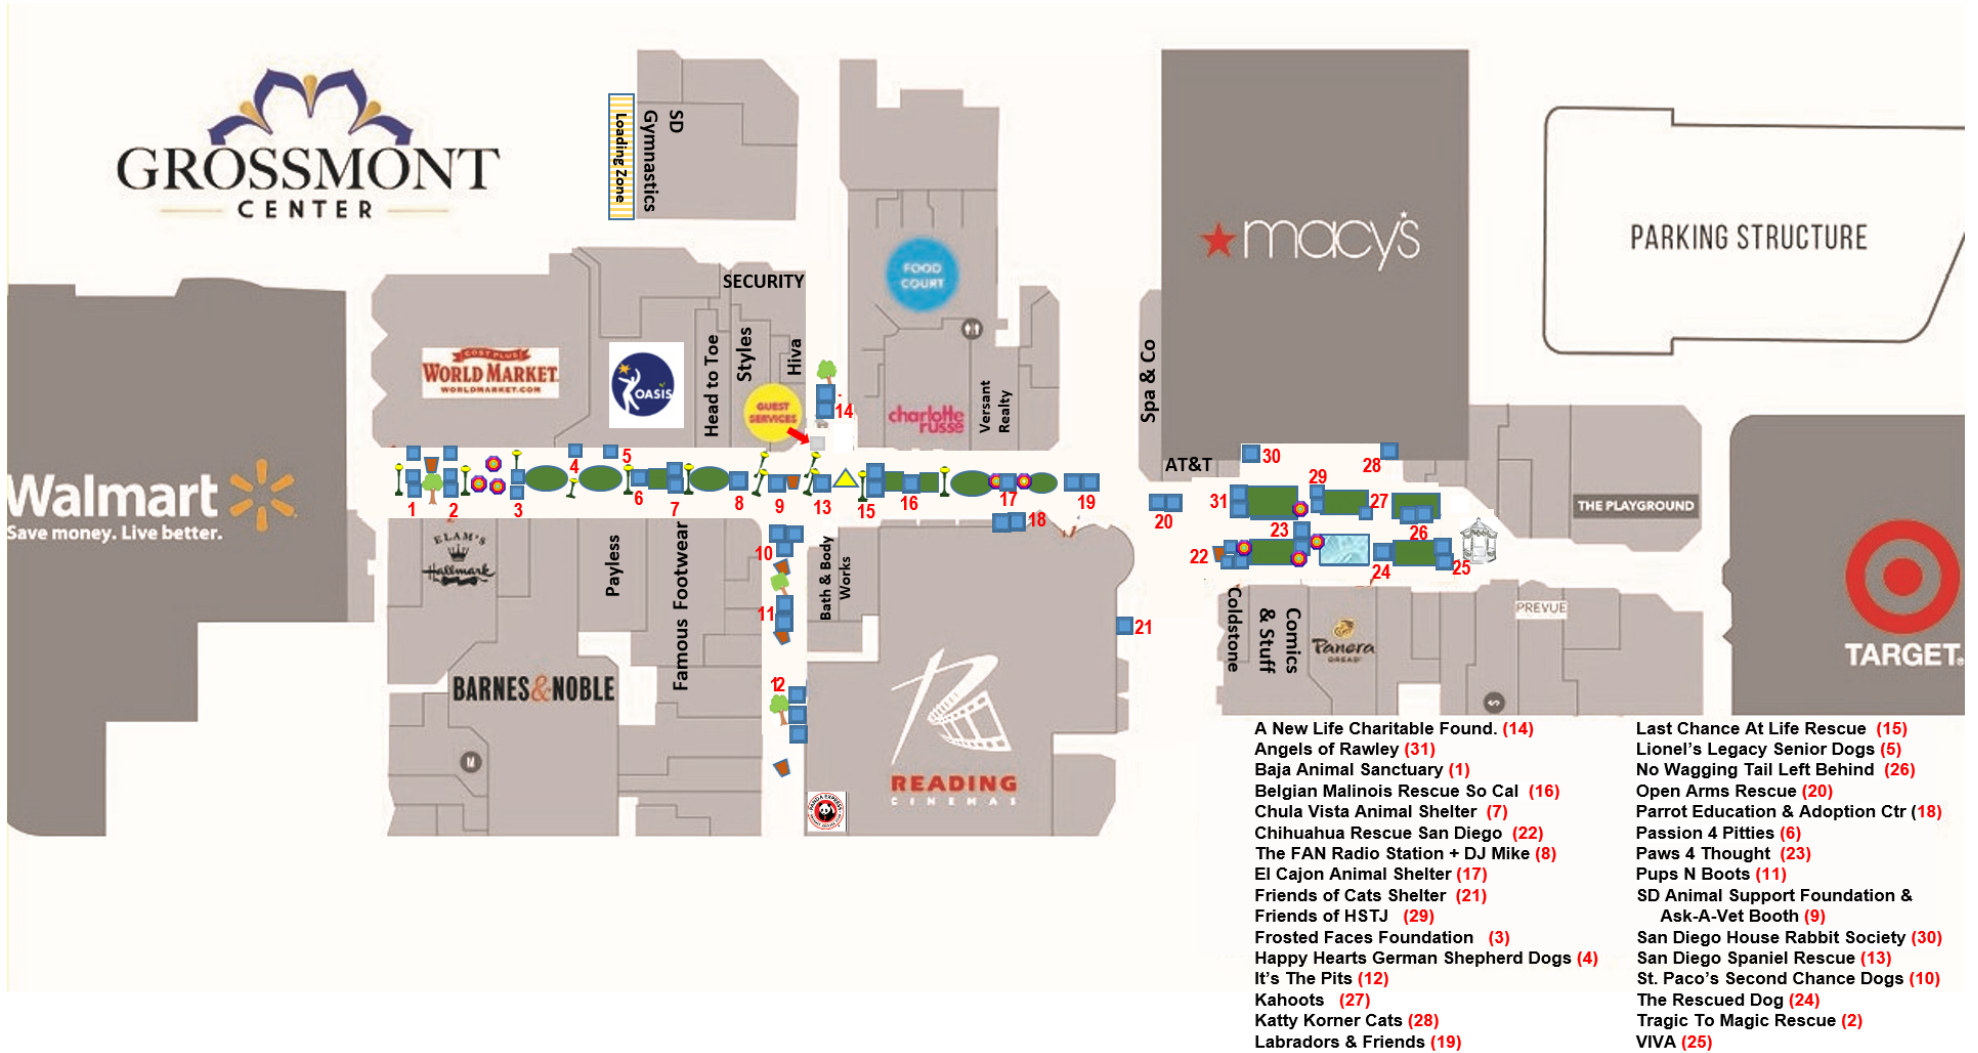 GROSSMONT
CENTER
Loading Zone
SD
Gymnastics
SECURITY
FOOD
COURT
macy's
PARKING STRUCTURE
COST PLUS
WORLD MARKET.
WORLDMARKET.COM
OASIS
Head to Toe
Styles
Hiva
GUEST
SERVICES
14
charlotte
russe
Versant
Realty
Spa & Co
AT&T
30
28
Walmart
Save money. Live better.
1
2
3
4
5
6
7
8
9
13
15
16
17
18
19
20
31
29
27
26
23
22
24
25
THE PLAYGROUND
TARGET.
ELAM'S
Hallmark
Payless
Famous Footwear
10
11
12
Bath & Body
Works
21
Coldstone
Comics
& Stuff
Panera
BREAD
PREVUE
BARNES&NOBLE
READING
CINEMAS
PANDA EXPRESS
A New Life Charitable Found. (14)
Angels of Rawley (31)
Baja Animal Sanctuary (1)
Belgian Malinois Rescue So Cal (16)
Chula Vista Animal Shelter (7)
Chihuahua Rescue San Diego (22)
The FAN Radio Station + DJ Mike (8)
El Cajon Animal Shelter (17)
Friends of Cats Shelter (21)
Friends of HSTJ (29)
Frosted Faces Foundation (3)
Happy Hearts German Shepherd Dogs (4)
It's The Pits (12)
Kahoots (27)
Katty Korner Cats (28)
Labradors & Friends (19)
Last Chance At Life Rescue (15)
Lionel's Legacy Senior Dogs (5)
No Wagging Tail Left Behind (26)
Open Arms Rescue (20)
Parrot Education & Adoption Ctr (18)
Passion 4 Pitties (6)
Paws 4 Thought (23)
Pups N Boots (11)
SD Animal Support Foundation &
Ask-A-Vet Booth (9)
San Diego House Rabbit Society (30)
San Diego Spaniel Rescue (13)
St. Paco's Second Chance Dogs (10)
The Rescued Dog (24)
Tragic To Magic Rescue (2)
VIVA (25)